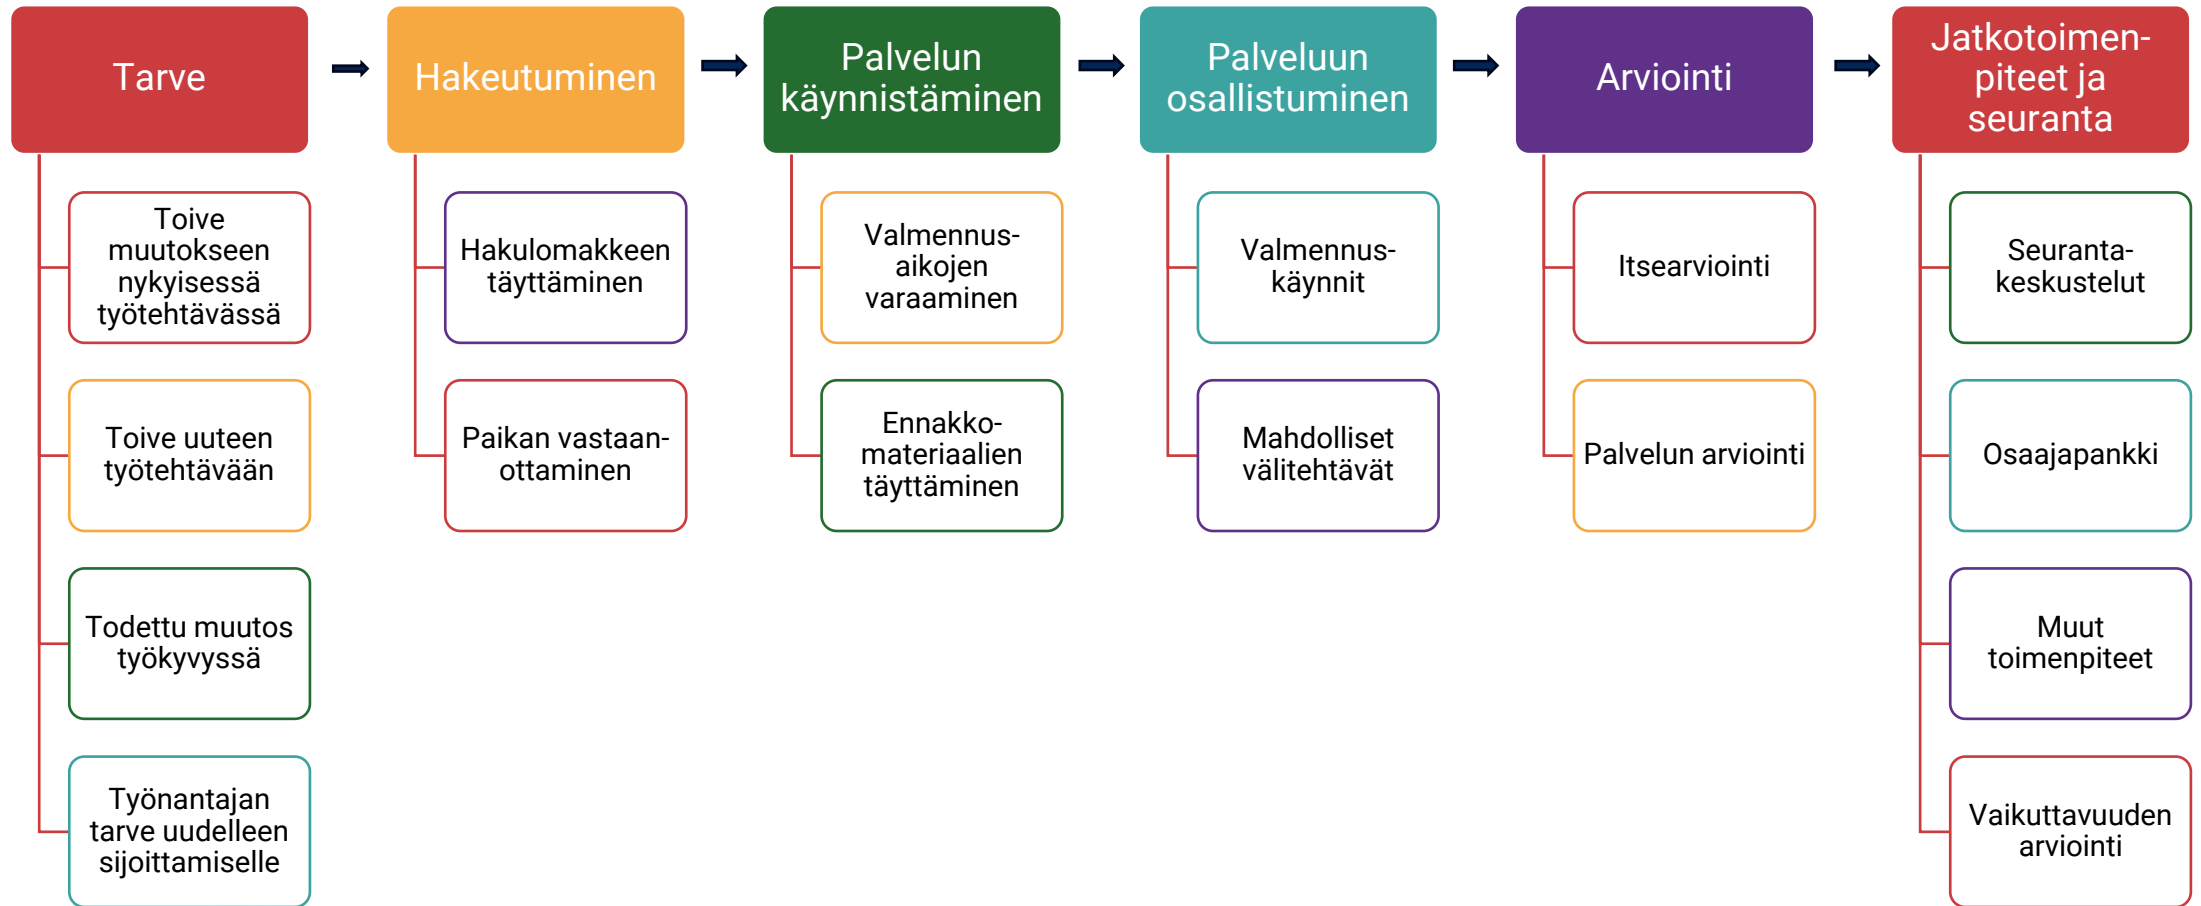 Tarve
Toive
muutokseen
nykyisessä
työtehtävässä
Toive uuteen
työtehtävään
Todettu muutos
työkyvyssä
Työnantajan
tarve uudelleen
sijoittamiselle
Hakeutuminen
Hakulomakkeen
täyttäminen
Paikan vastaan-
ottaminen
Palvelun
käynnistäminen
Valmennus-
aikojen
varaaminen
Ennakko-
materiaalien
täyttäminen
Palveluun
osallistuminen
Valmennus-
käynnit
Mahdolliset
välitehtävät
Arviointi
Itsearviointi
Palvelun arviointi
Jatkotoimen-
piteet ja
seuranta
Seuranta-
keskustelut
Osaajapankki
Muut
toimenpiteet
Vaikuttavuuden
arviointi